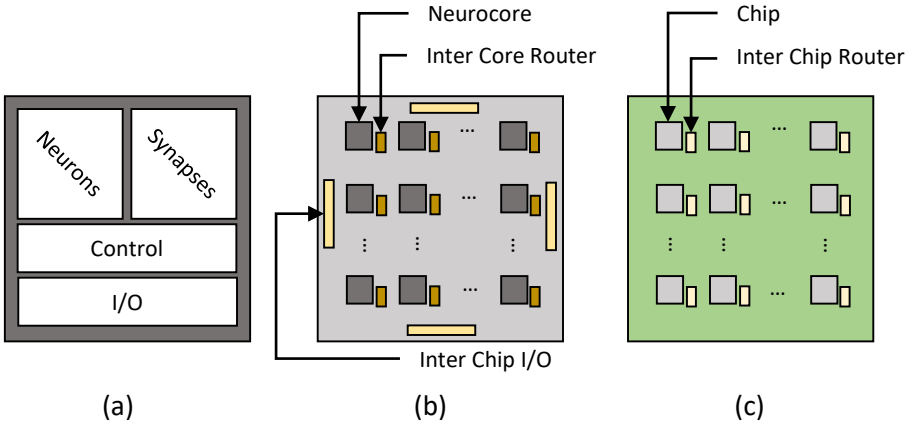 Neurocore
Inter Core Router
Chip
Inter Chip Router
Neurons
Synapses
Control
I/O
...
...
...
...
...
...
...
...
...
...
...
...
Inter Chip I/O
(a)
(b)
(c)